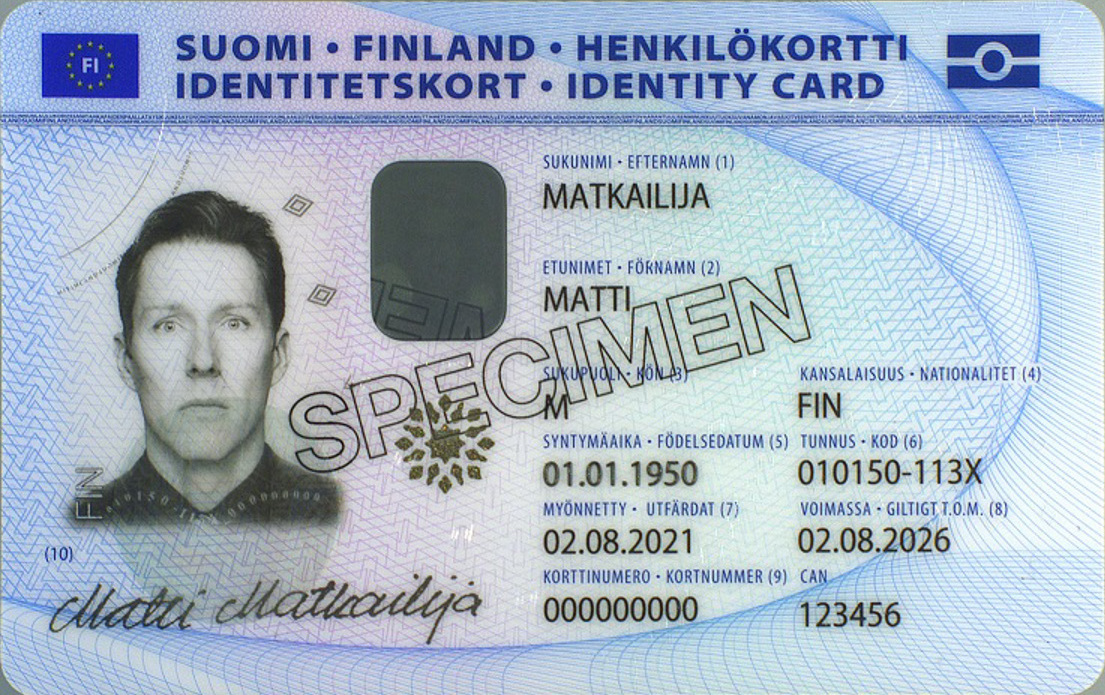 FI
SUOMI • FINLAND • HENKILÖKORTTI
IDENTITETSKORT • IDENTITY CARD
SUKUNIMI • EFTERNAMN (1)
MATKAILIJA
ETUNIMET • FÖRNAMN (2)
MATTI
SPECIMEN
SUKUPUOLI • KÖN (3)
M
KANSALAISUUS • NATIONALITET (4)
FIN
SYNTYMÄAIKA • FÖDELSEDATUM (5)
01.01.1950
TUNNUS • KOD (6)
010150-113X
MYÖNNETTY • UTFÄRDAT (7)
02.08.2021
VOIMASSA • GILTIGT T.O.M. (8)
02.08.2026
KORTTINUMERO • KORTNUMMER (9)
000000000
CAN
123456
FIN
(10)
Matti Matkailija